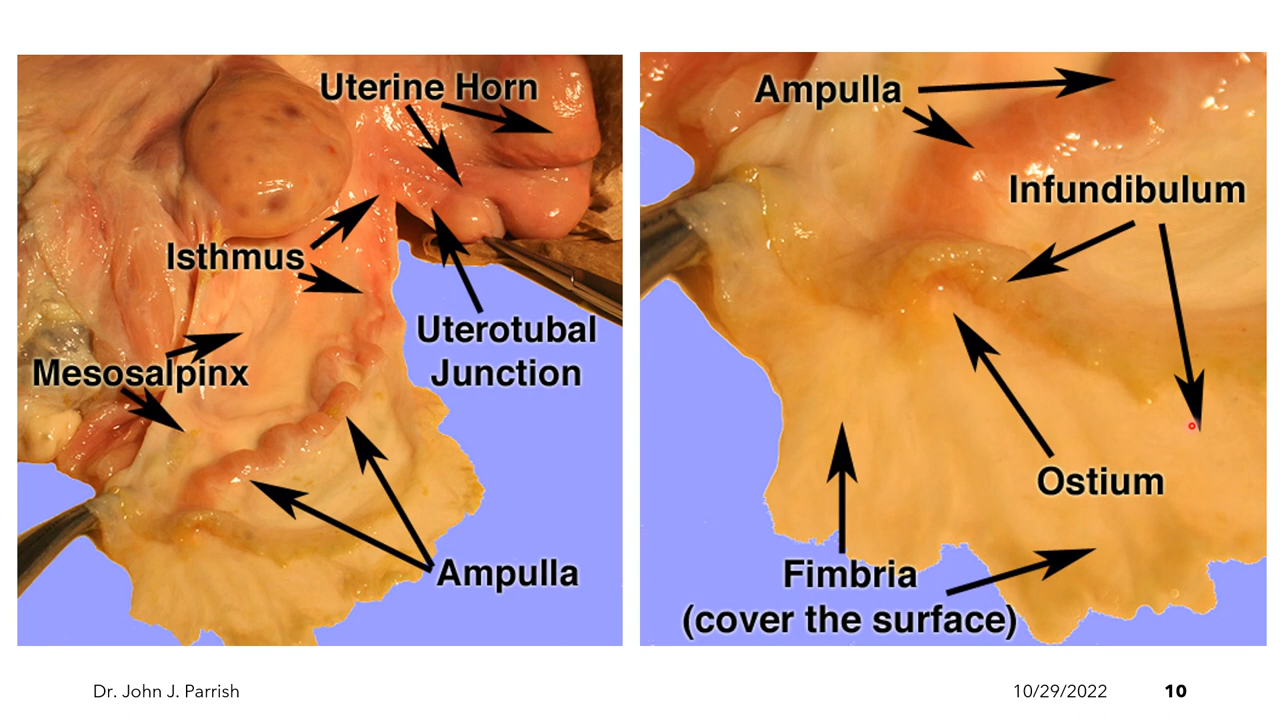 Uterine Horn
Isthmus
Uterotubal
Junction
Mesosalpinx
Ampulla
Ampulla
Infundibulum
Ostium
Fimbria
(cover the surface)
Dr. John J. Parrish
10/29/2022
10